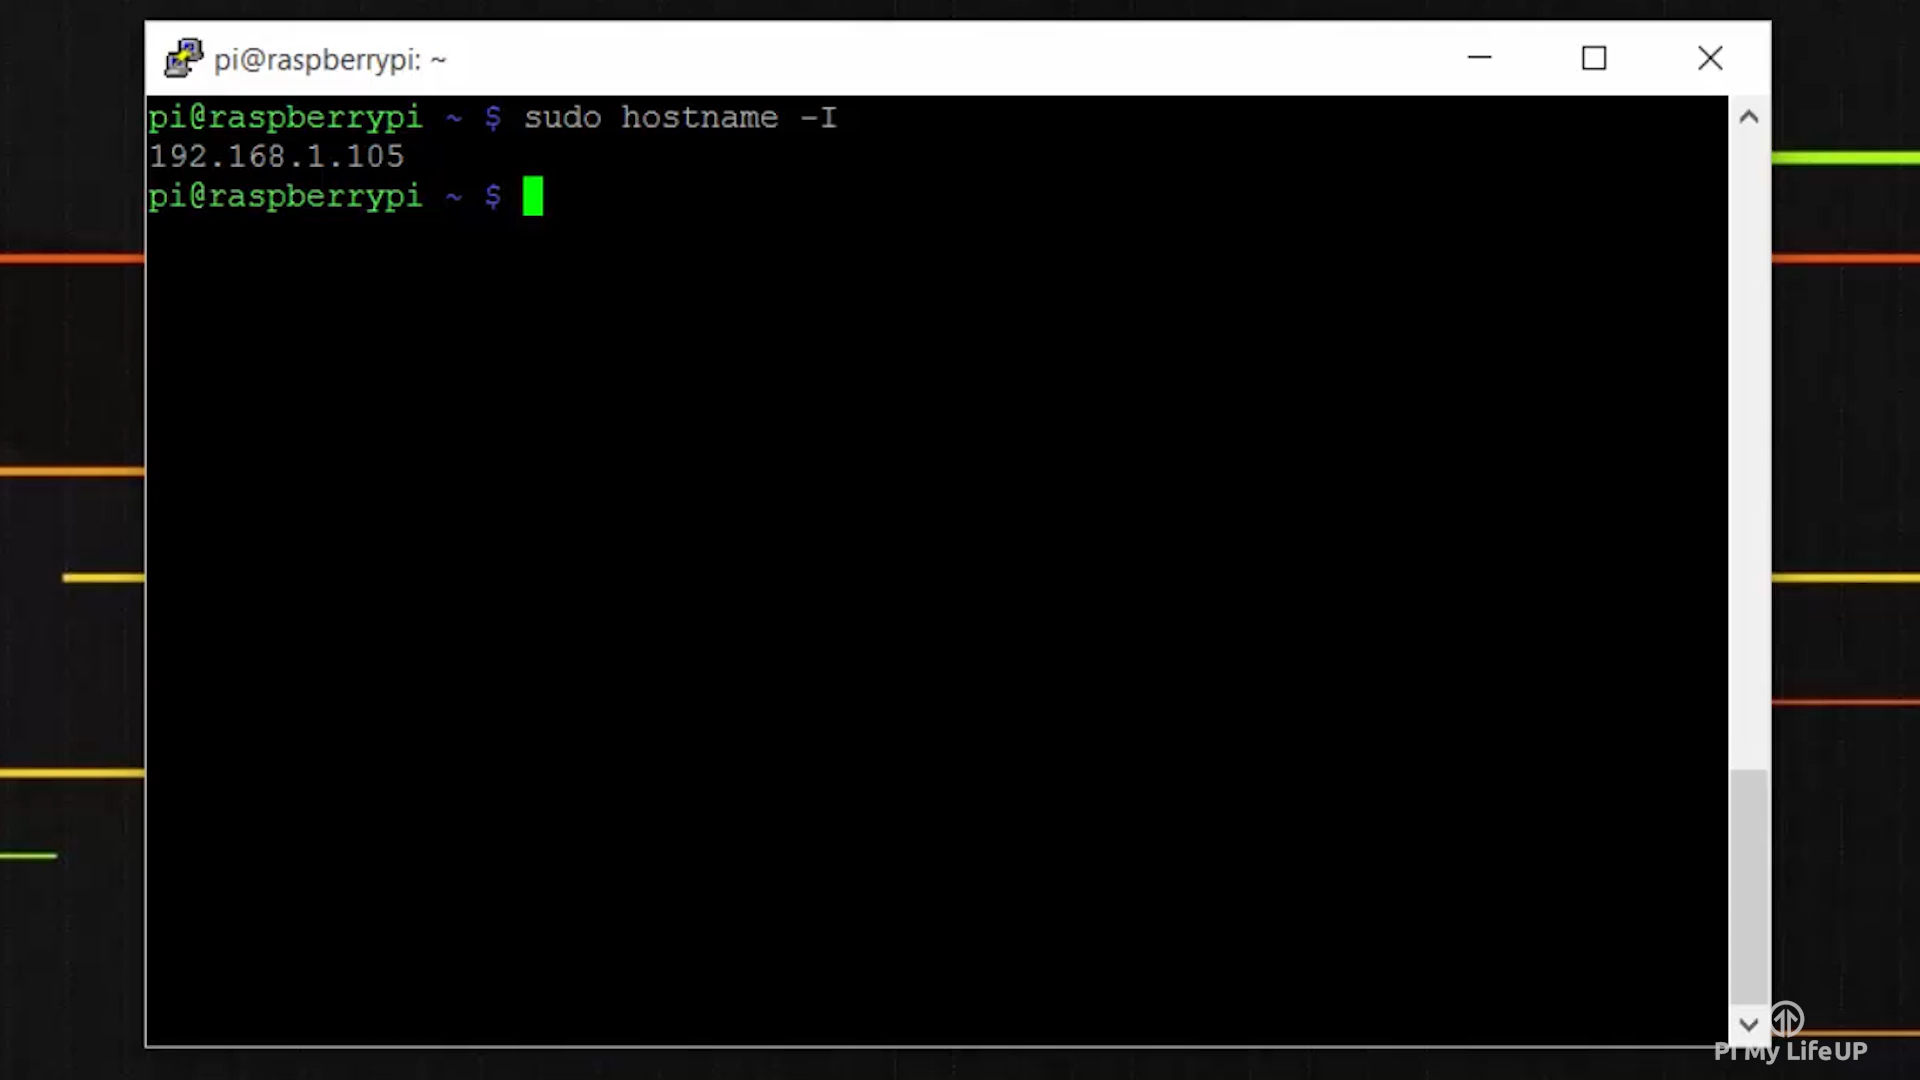 pi@raspberrypi: ~
pi@raspberrypi ~ $ sudo hostname -I
192.168.1.105
pi@raspberrypi ~ $
Pi My LifeUP